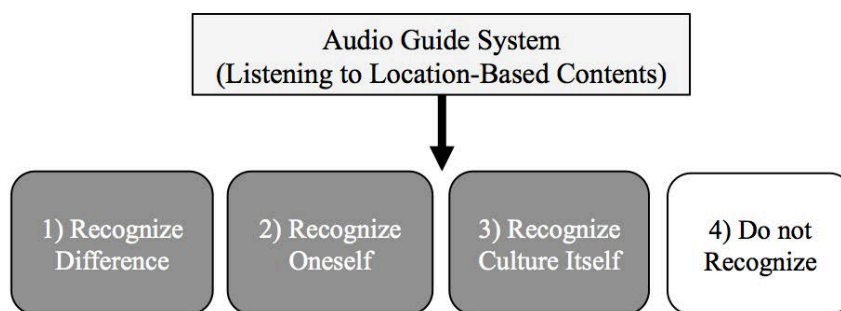 Audio Guide System
(Listening to Location-Based Contents)
1) Recognize
Difference
2) Recognize
Oneself
3) Recognize
Culture Itself
4) Do not
Recognize